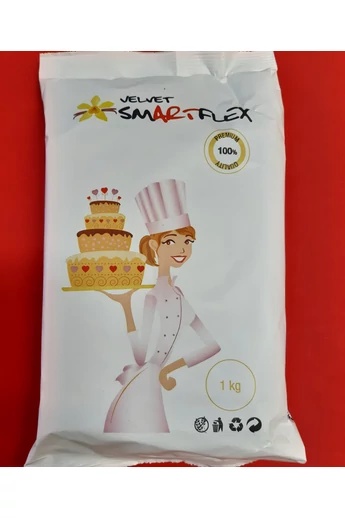 VELVET
SMARTFLEX
PREMIUM
100%
QUALITY
1 kg